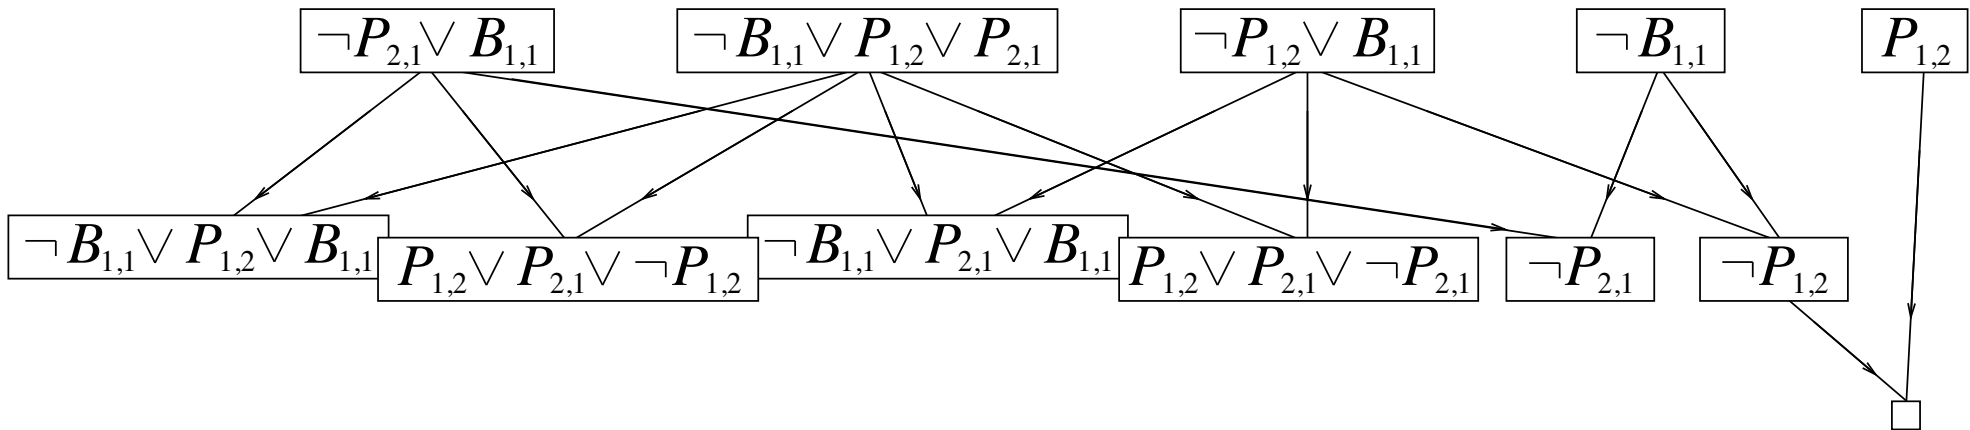 ¬P2,1 ∨ B1,1
¬B1,1 ∨ P1,2 ∨ P2,1
¬P1,2 ∨ B1,1
¬B1,1
P1,2
¬B1,1 ∨ P1,2 ∨ B1,1
P1,2 ∨ P2,1 ∨ ¬P1,2
¬B1,1 ∨ P2,1 ∨ B1,1
P1,2 ∨ P2,1 ∨ ¬P2,1
¬P2,1
¬P1,2